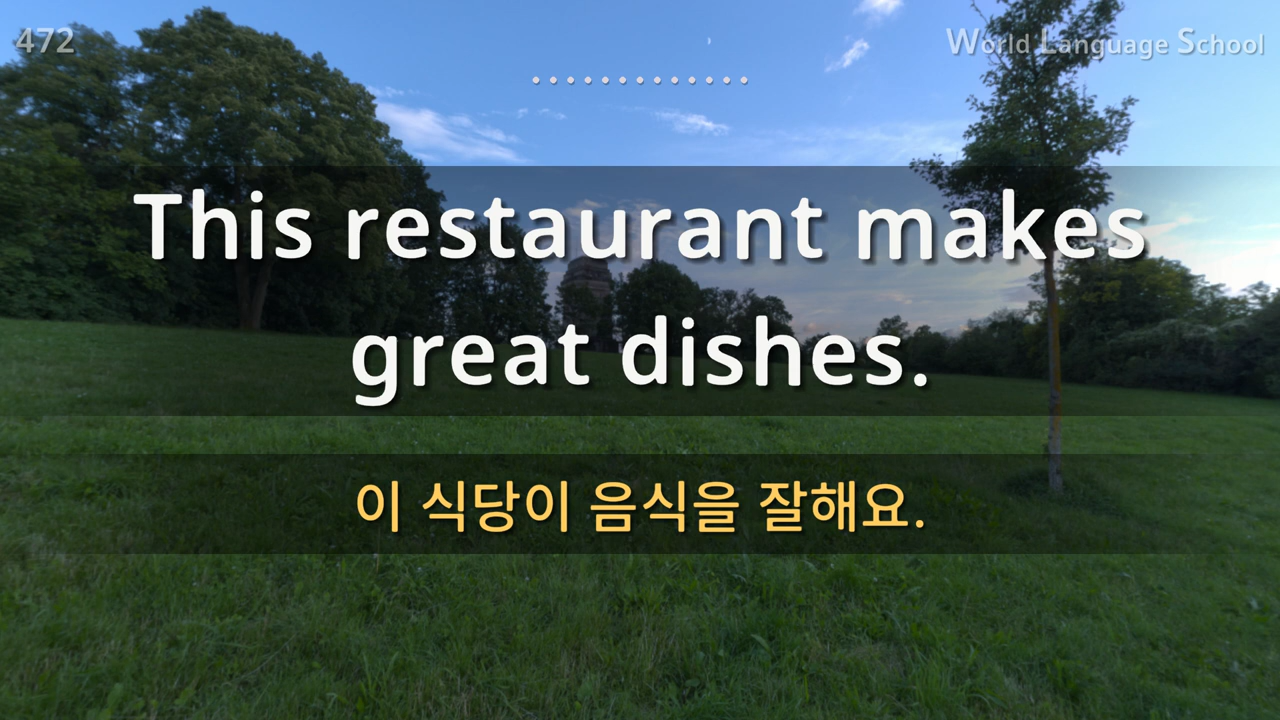 472
World Language School
This restaurant makes
great dishes.
이 식당이 음식을 잘해요.